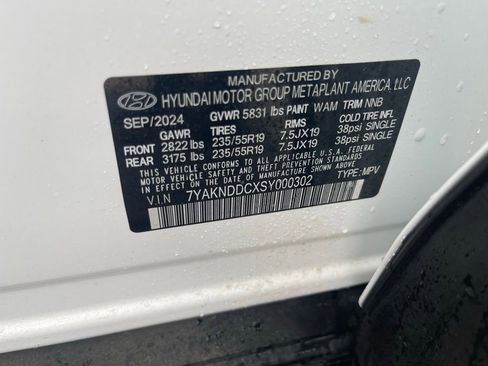 MANUFACTURED BY
HYUNDAI MOTOR GROUP METAPLANT AMERICA, LLC
SEP/2024 GVWR 5831 lbs PAINT WAM TRIM NNB
GAWR TIRES RIMS COLD TIRE INFL
FRONT 2822 lbs 235/55R19 7.5JX19 38psi SINGLE
REAR 3175 lbs 235/55R19 7.5JX19 38psi SINGLE
THIS VEHICLE CONFORMS TO ALL APPLICABLE U.S.A. FEDERAL
MOTOR VEHICLE SAFETY, BUMPER, AND THEFT PREVENTION STANDARDS
IN EFFECT ON THE DATE OF MANUFACTURE SHOWN ABOVE.
V.I.N 7YAKNDDCXSY000302 TYPE: MPV